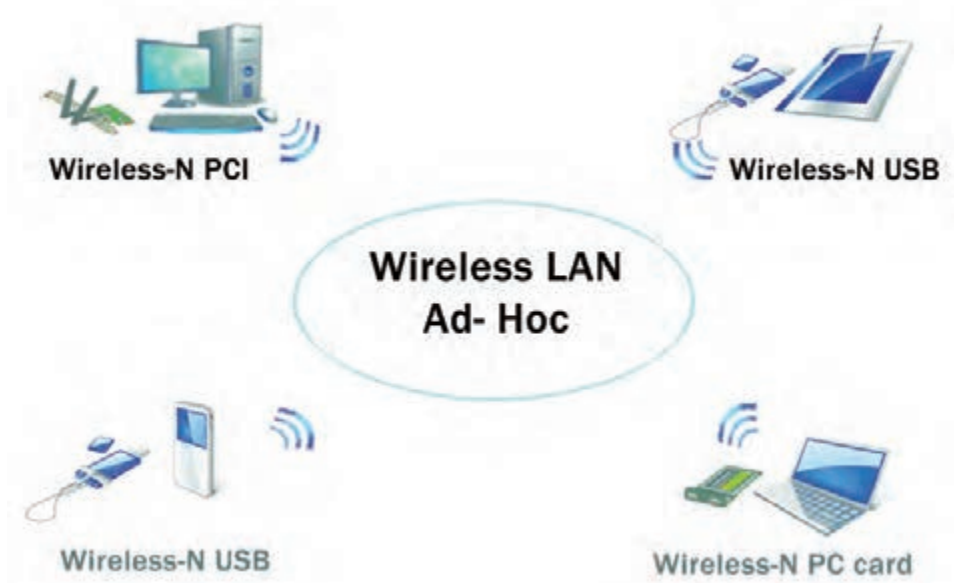 Wireless-N PCI
Wireless-N USB
Wireless LAN
Ad- Hoc
Wireless-N USB
Wireless-N PC card